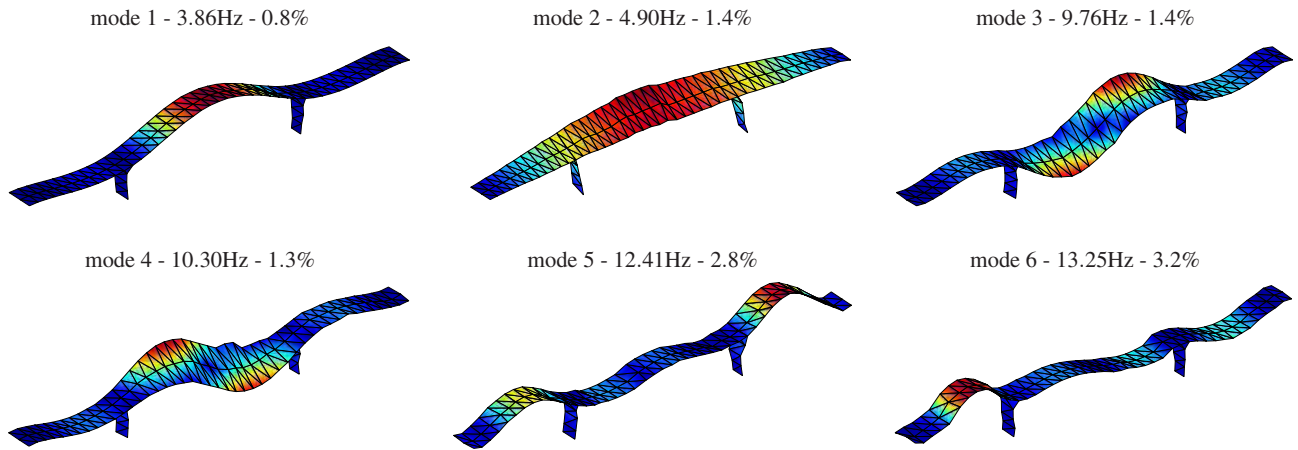 mode 1 - 3.86Hz - 0.8%
mode 2 - 4.90Hz - 1.4%
mode 3 - 9.76Hz - 1.4%
mode 4 - 10.30Hz - 1.3%
mode 5 - 12.41Hz - 2.8%
mode 6 - 13.25Hz - 3.2%